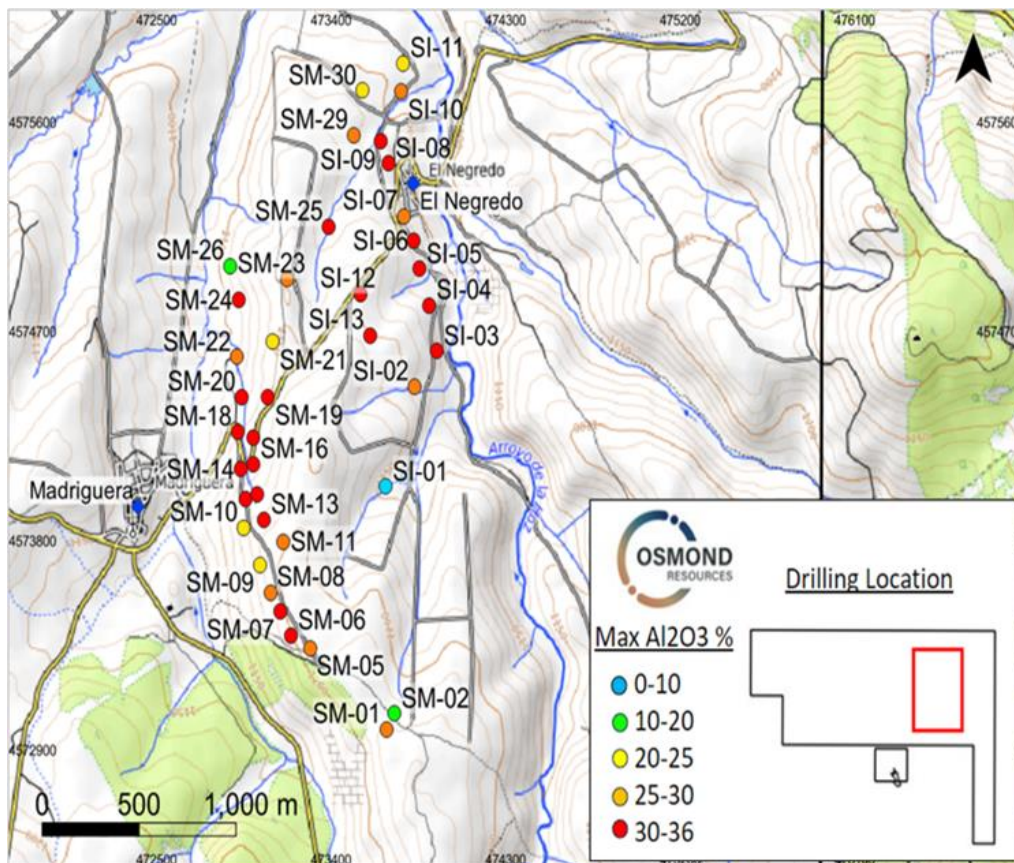 472500
473400
474300
475200
476100
SI-11
SM-30
SI-10
4575600
4575600
SM-29
SI-08
SI-09
El Negredo
El Negredo
SI-07
SM-25
SI-06
SI-05
SM-26
SM-23
SI-12
SI-04
SM-24
SI-13
4574700
4574700
SI-03
SM-22
SM-21
SI-02
SM-20
SM-19
SM-18
SM-16
Arroyo de la
SM-14
Madriguera
SI-01
Madriguera
SM-10
SM-13
4573800
SM-11
SM-09
SM-08
SM-06
SM-07
SM-05
SM-02
SM-01
4572900
0 500 1,000 m
472500
473400
474300
OSMOND
RESOURCES
Drilling Location
Max Al2O3 %
0-10
10-20
20-25
25-30
30-36
1200
1100